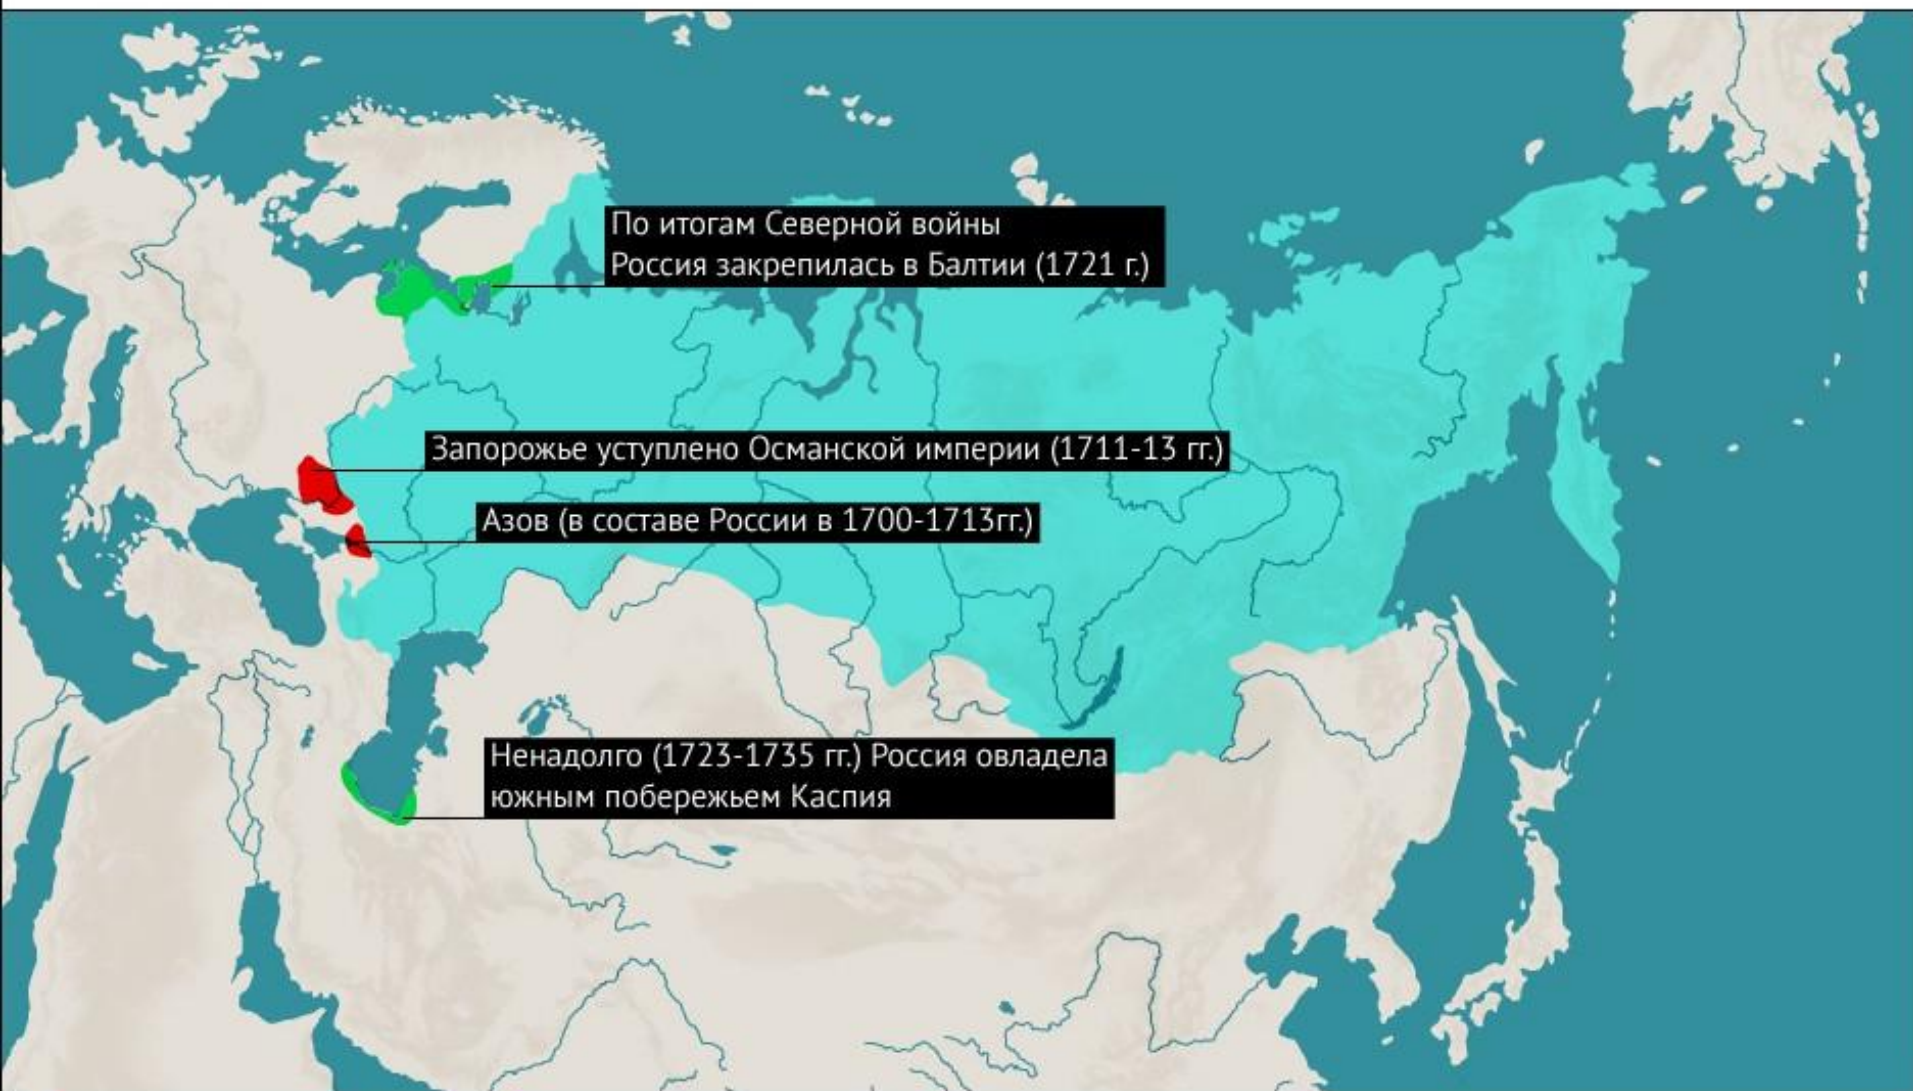 По итогам Северной войны
Россия закрепилась в Балтии (1721 г.)
Запорожье уступлено Османской империи (1711-13 гг.)
Азов (в составе России в 1700-1713гг.)
Ненадолго (1723-1735 гг.) Россия овладела
южным побережьем Каспия